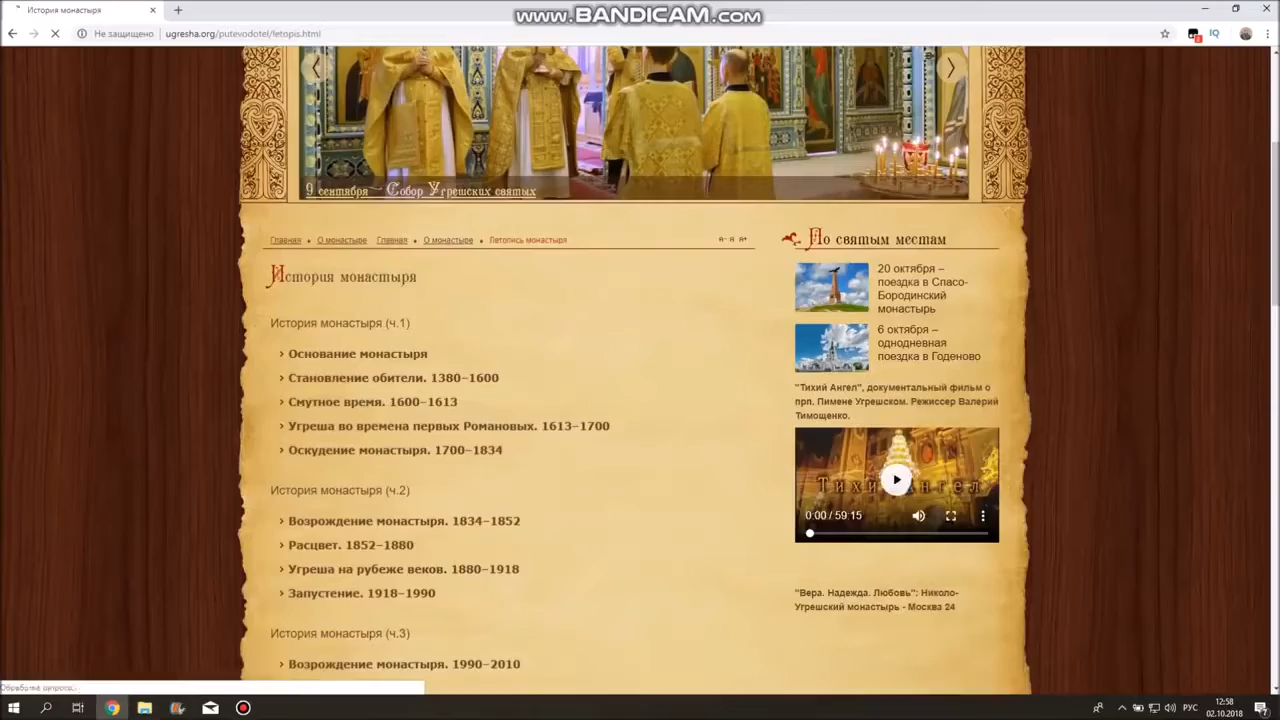 История монастыря
www.BANDICAM.com
Не защищено
ugresha.org/putevoditel/letopis.html
IQ
9 сентября – Собор Угрешских святых
Главная • О монастыре Главная • О монастыре • Летопись монастыря
A- A A+
История монастыря
История монастыря (ч.1)
Основание монастыря
Становление обители. 1380–1600
Смутное время. 1600–1613
Угреша во времена первых Романовых. 1613–1700
Оскудение монастыря. 1700–1834
История монастыря (ч.2)
Возрождение монастыря. 1834–1852
Расцвет. 1852–1880
Угреша на рубеже веков. 1880–1918
Запустение. 1918–1990
История монастыря (ч.3)
Возрождение монастыря. 1990–2010
По святым местам
20 октября –
поездка в Спасо-
Бородинский
монастырь
6 октября –
однодневная
поездка в Годеново
"Тихий Ангел", документальный фильм о
прп. Пимене Угрешском. Режиссер Валерий
Тимощенко.
Тихий Ангел
0:00 / 59:15
"Вера. Надежда. Любовь": Николо-
Угрешский монастырь - Москва 24
Обработка запроса...
РУС
12:58
02.10.2018